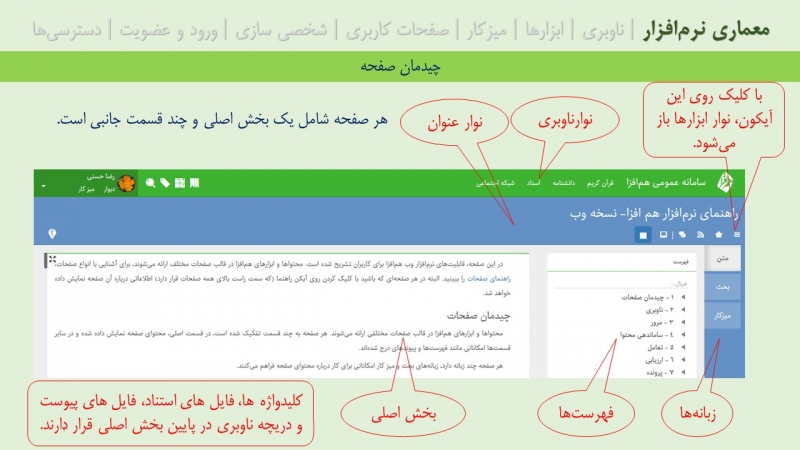 معماری نرم‌افزار | ناوبری | ابزارها | میزکار | صفحات کاربری | شخصی سازی | ورود و عضویت | دسترسی‌ها
چیدمان صفحه
با کلیک روی این
آیکون، نوار ابزارها باز
می‌شود.
نوارناوبری
نوار عنوان
هر صفحه شامل یک بخش اصلی و چند قسمت جانبی است.
سامانه عمومی هم‌افزا قرآن کریم دانشنامه اسناد شبکه اجتماعی
رضا حسنی
دیوار میز کار
راهنمای نرم‌افزار هم افزا- نسخه وب
متن
بحث
میزکار
فهرست
غربال...
۱ - چیدمان صفحات
۲ - ناوبری
۳ - مرور
۴ - ساماندهی محتوا
۵ - تعامل
۶ - ارزیابی
۷ - پرونده
در این صفحه، قابلیت‌های نرم‌افزار وب هم‌افزا برای کاربران تشریح شده است. محتواها و ابزارهای هم‌افزا در قالب صفحات مختلف ارائه می‌شوند، برای آشنایی با انواع صفحات،
راهنمای صفحات را ببینید. البته در هر صفحه‌ای که باشید با کلیک کردن روی آیکن راهنما (که سمت راست بالای همه صفحات قرار دارد) اطلاعاتی درباره آن صفحه نمایش داده
خواهد شد.
چیدمان صفحات
محتواها و ابزارهای هم‌افزا در قالب صفحات مختلفی ارائه می‌شوند. هر صفحه به چند قسمت تفکیک شده است، در قسمت اصلی، محتوای صفحه نمایش داده شده و در سایر
قسمت‌ها امکاناتی مانند فهرست‌ها و پیوندهای درج شده‌اند.
هر صفحه چند زبانه دارد، زبانه‌های بحث و میز کار امکاناتی برای کار درباره محتوای صفحه فراهم می‌کنند.
زبانه‌ها
فهرست‌ها
بخش اصلی
کلیدواژه ها، فایل های استناد، فایل های پیوست
و دریچه ناوبری در پایین بخش اصلی قرار دارند.